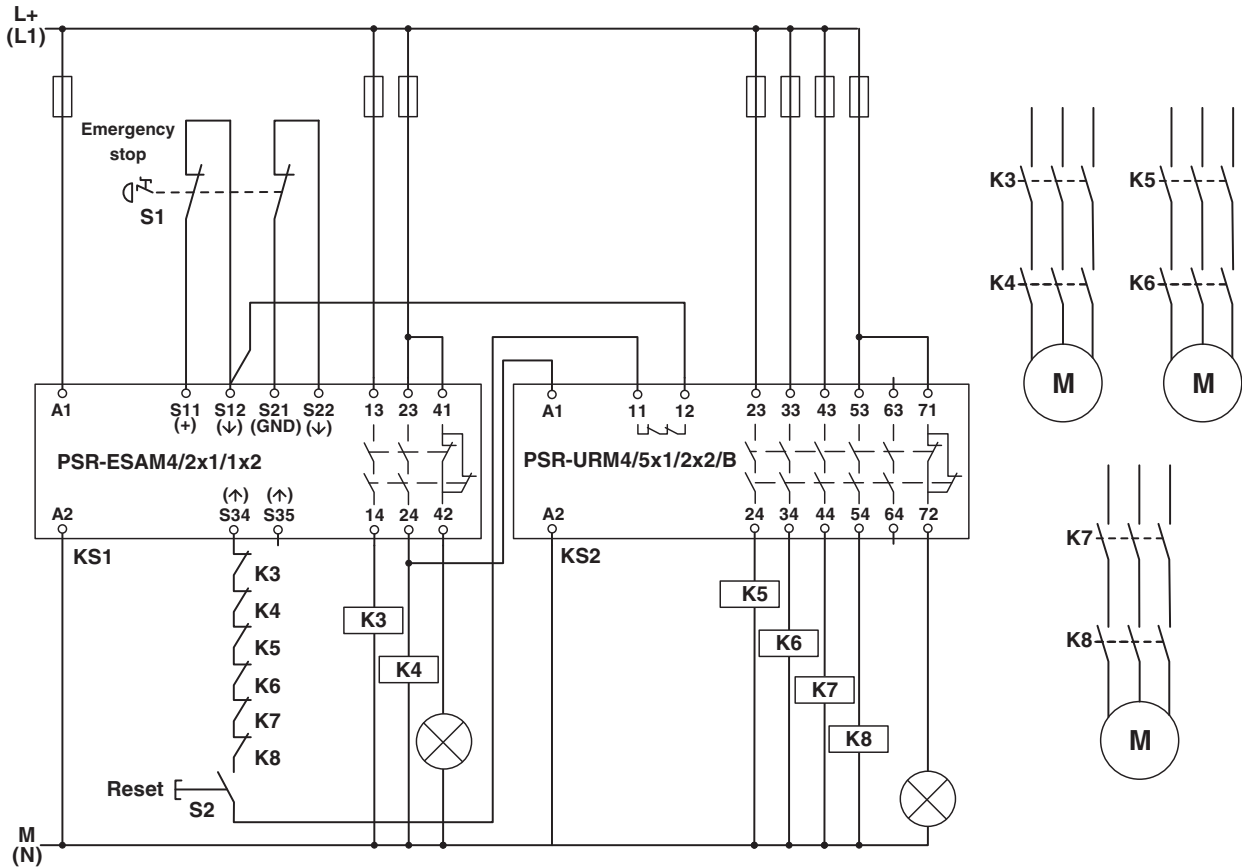 L+
(L1)
Emergency
stop
S1
K3
K5
K4
K6
M
M
A1
S11
(+)
S12
(↓)
S21
(GND)
S22
(↓)
13
23
41
A1
11
12
23
33
43
53
63
71
PSR-ESAM4/2x1/1x2
PSR-URM4/5x1/2x2/B
(↑)
S34
(↑)
S35
A2
14
24
42
A2
24
34
44
54
64
72
KS1
KS2
K3
K4
K5
K6
K7
K8
K3
K4
K5
K6
K7
K8
K7
K8
M
Reset
S2
M
(N)